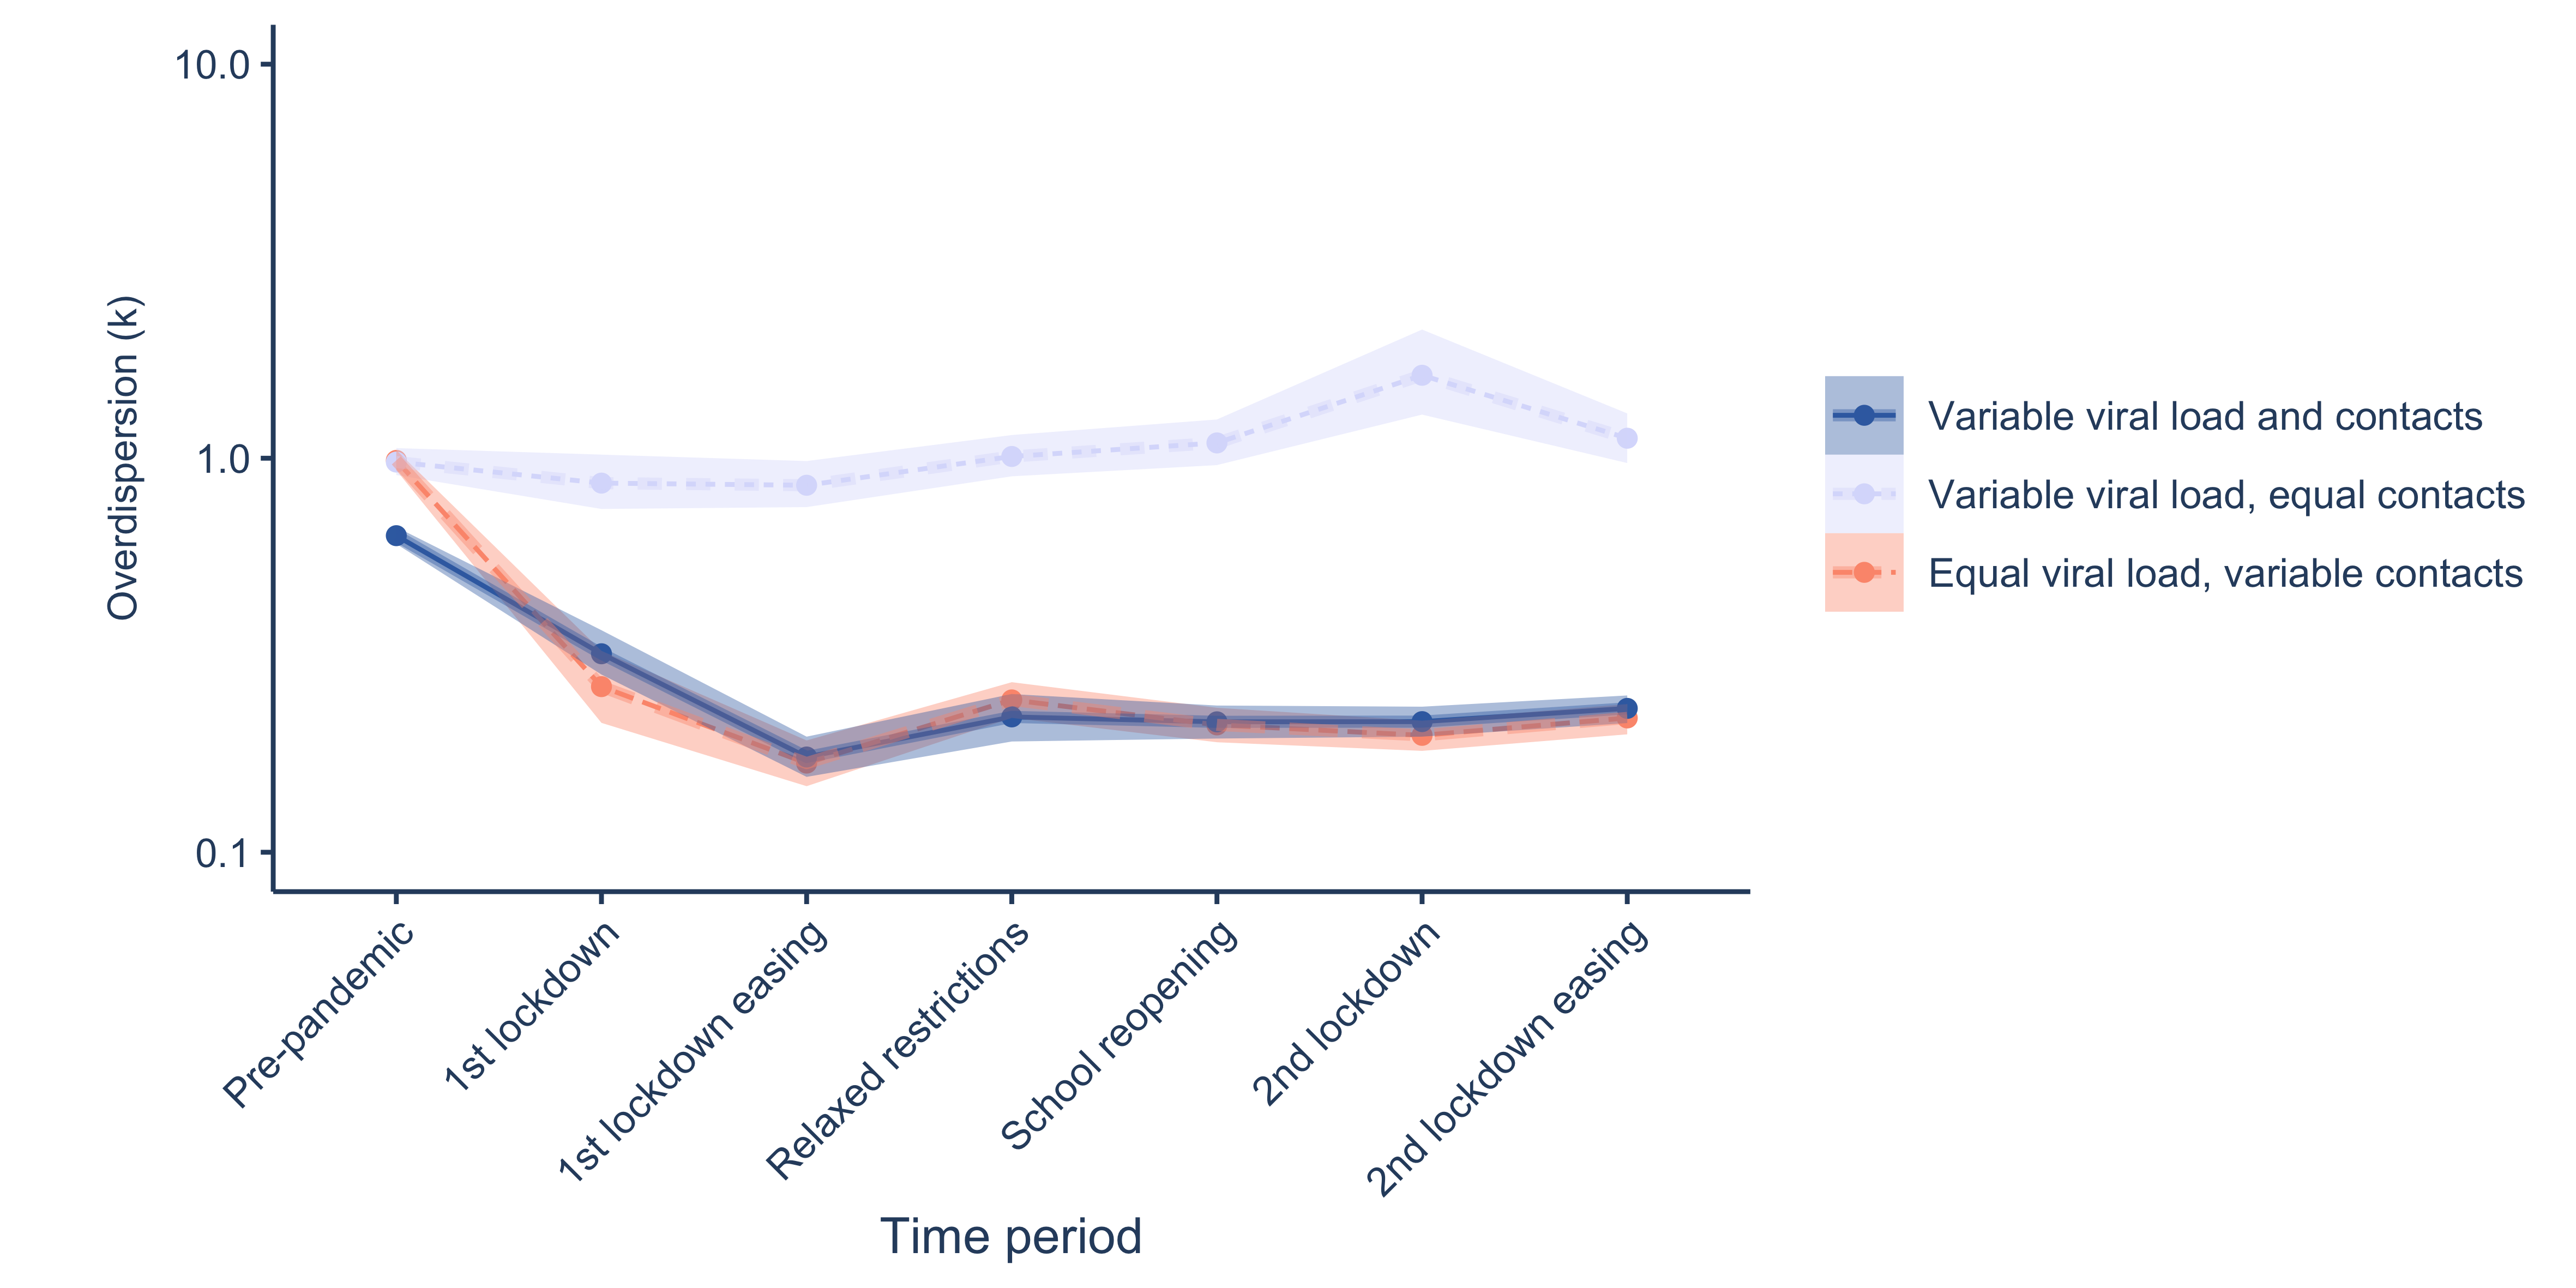 10.0
1.0
0.1
Overdispersion (k)
Pre-pandemic
1st lockdown
1st lockdown easing
Relaxed restrictions
School reopening
2nd lockdown
2nd lockdown easing
Time period
Variable viral load and contacts
Variable viral load, equal contacts
Equal viral load, variable contacts